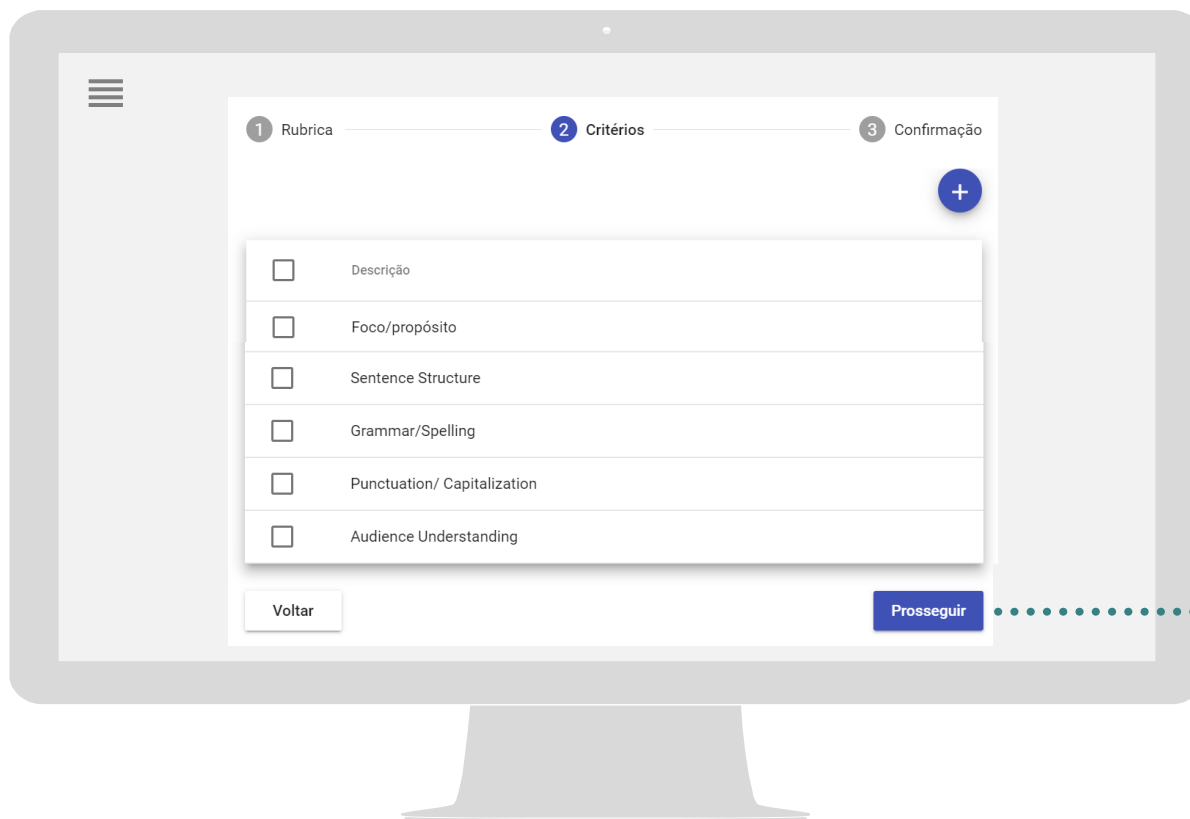 1 Rubrica 2 Critérios 3 Confirmação
+
Descrição
Foco/propósito
Sentence Structure
Grammar/Spelling
Punctuation/ Capitalization
Audience Understanding
Voltar Prosseguir